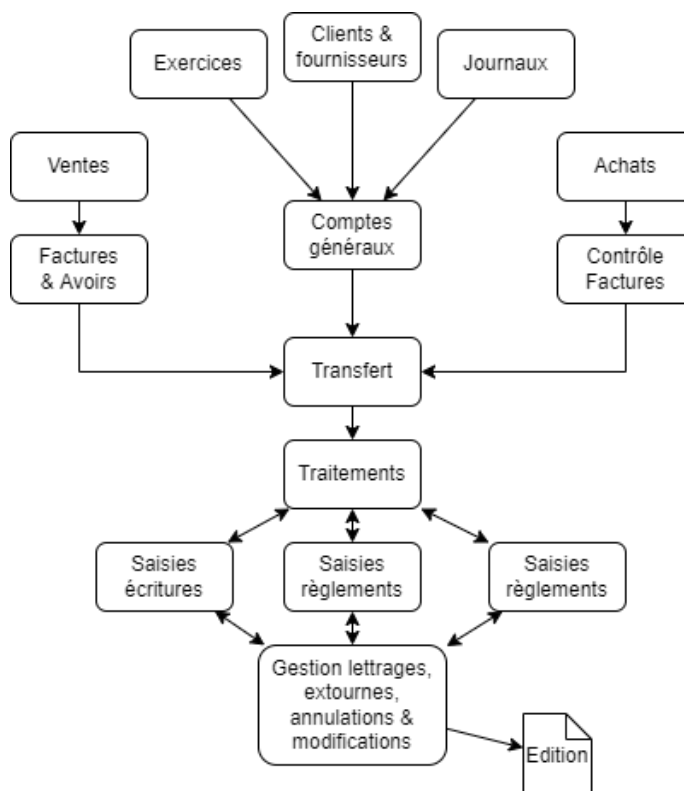 Exercices
Clients &
fournisseurs
Journaux
Ventes
Achats
Comptes
généraux
Factures
& Avoirs
Contrôle
Factures
Transfert
Traitements
Saisies
écritures
Saisies
règlements
Saisies
règlements
Gestion lettrages,
extournes,
annulations &
modifications
Edition